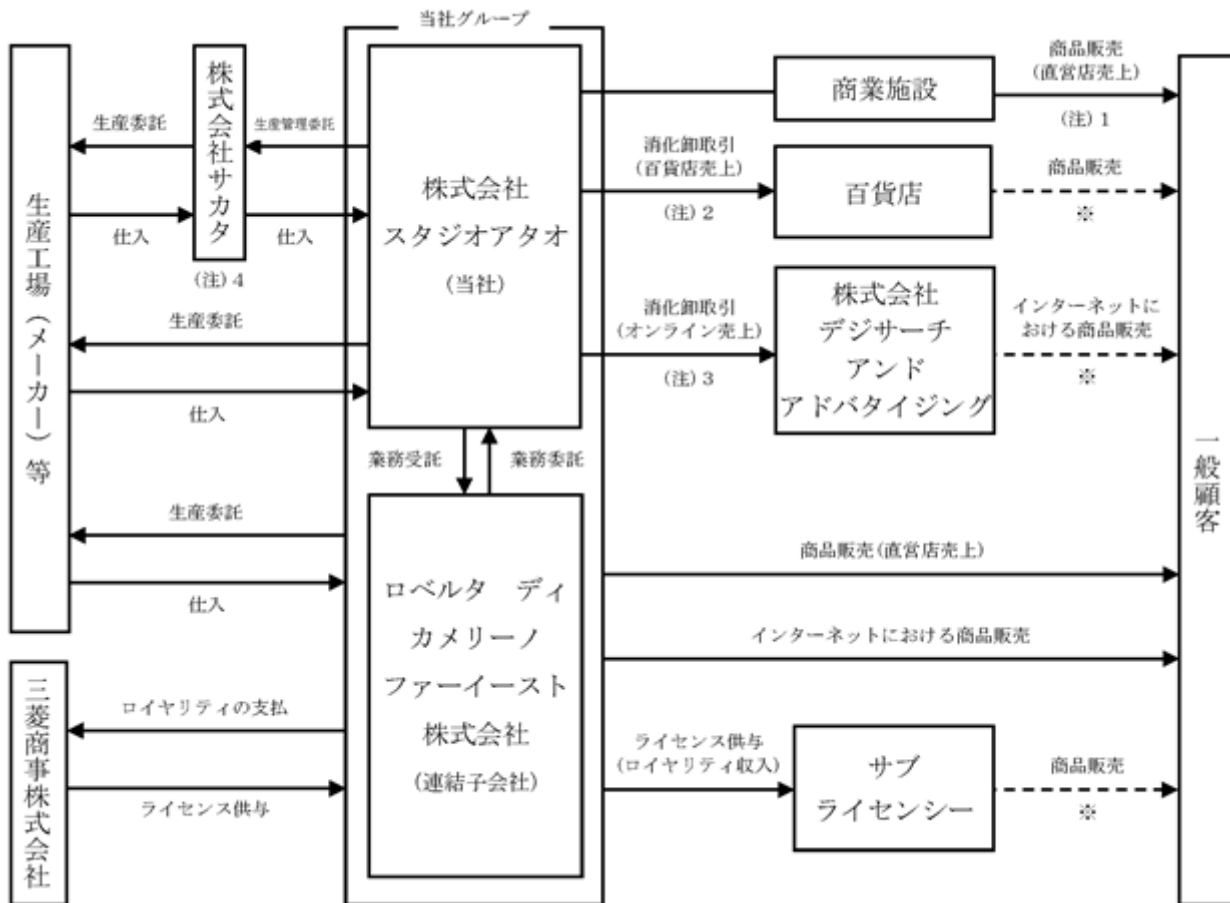 当社グループ
生産工場（メーカー）等
三菱商事株式会社
株式会社サカタ
(注) 4
生産委託
仕入
生産管理委託
仕入
生産委託
仕入
生産委託
仕入
ロイヤリティの支払
ライセンス供与
株式会社
スタジオアタオ
(当社)
業務受託
業務委託
ロベルタ　ディ
カメリーノ
ファーイースト
株式会社
(連結子会社)
商業施設
商品販売
(直営店売上)
(注) 1
消化卸取引
(百貨店売上)
(注) 2
百貨店
商品販売
※
消化卸取引
(オンライン売上)
(注) 3
株式会社
デジサーチ
アンド
アドバタイジング
インターネットに
おける商品販売
※
商品販売(直営店売上)
インターネットにおける商品販売
ライセンス供与
(ロイヤリティ収入)
サブ
ライセンシー
商品販売
※
一般顧客